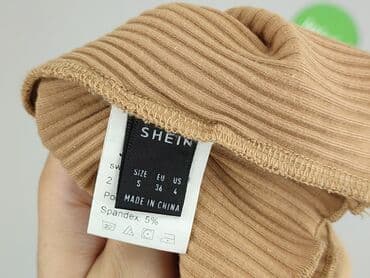 SHEIN
SIZE EU US
S 36 4
MADE IN CHINA
Spandex 5%